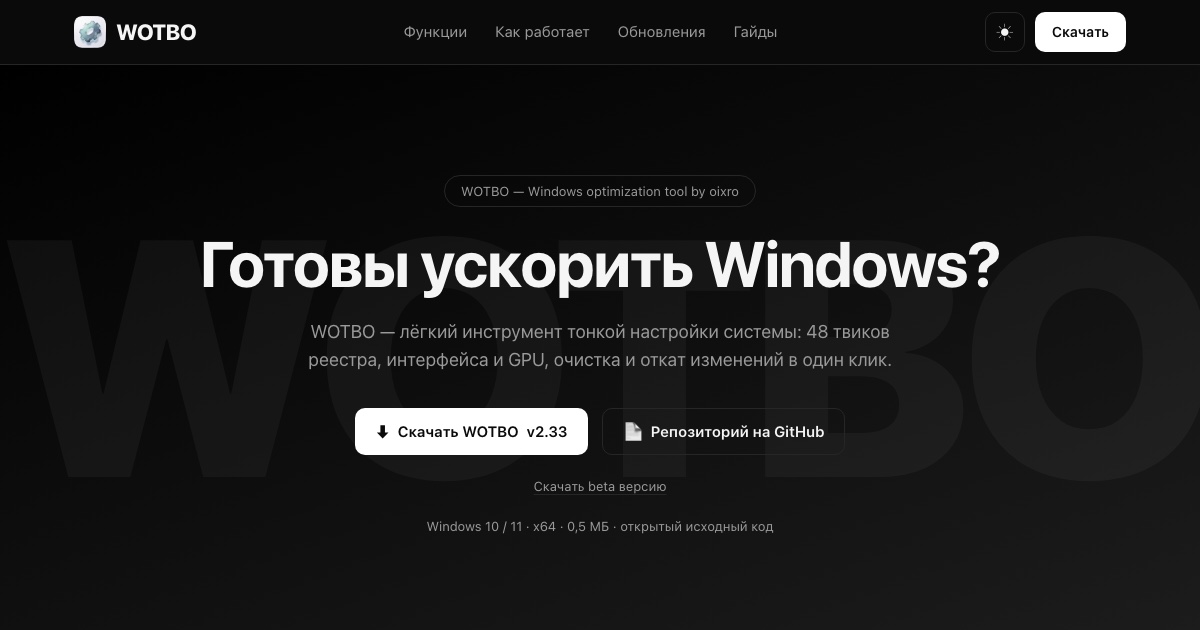 WOTBO
Функции
Как работает
Обновления
Гайды
Скачать
WOTBO — Windows optimization tool by oixro
WOTBO
Готовы ускорить Windows?
WOTBO — лёгкий инструмент тонкой настройки системы: 48 твиков
реестра, интерфейса и GPU, очистка и откат изменений в один клик.
Скачать WOTBO v2.33
Репозиторий на GitHub
Скачать beta версию
Windows 10 / 11 · x64 · 0,5 МБ · открытый исходный код